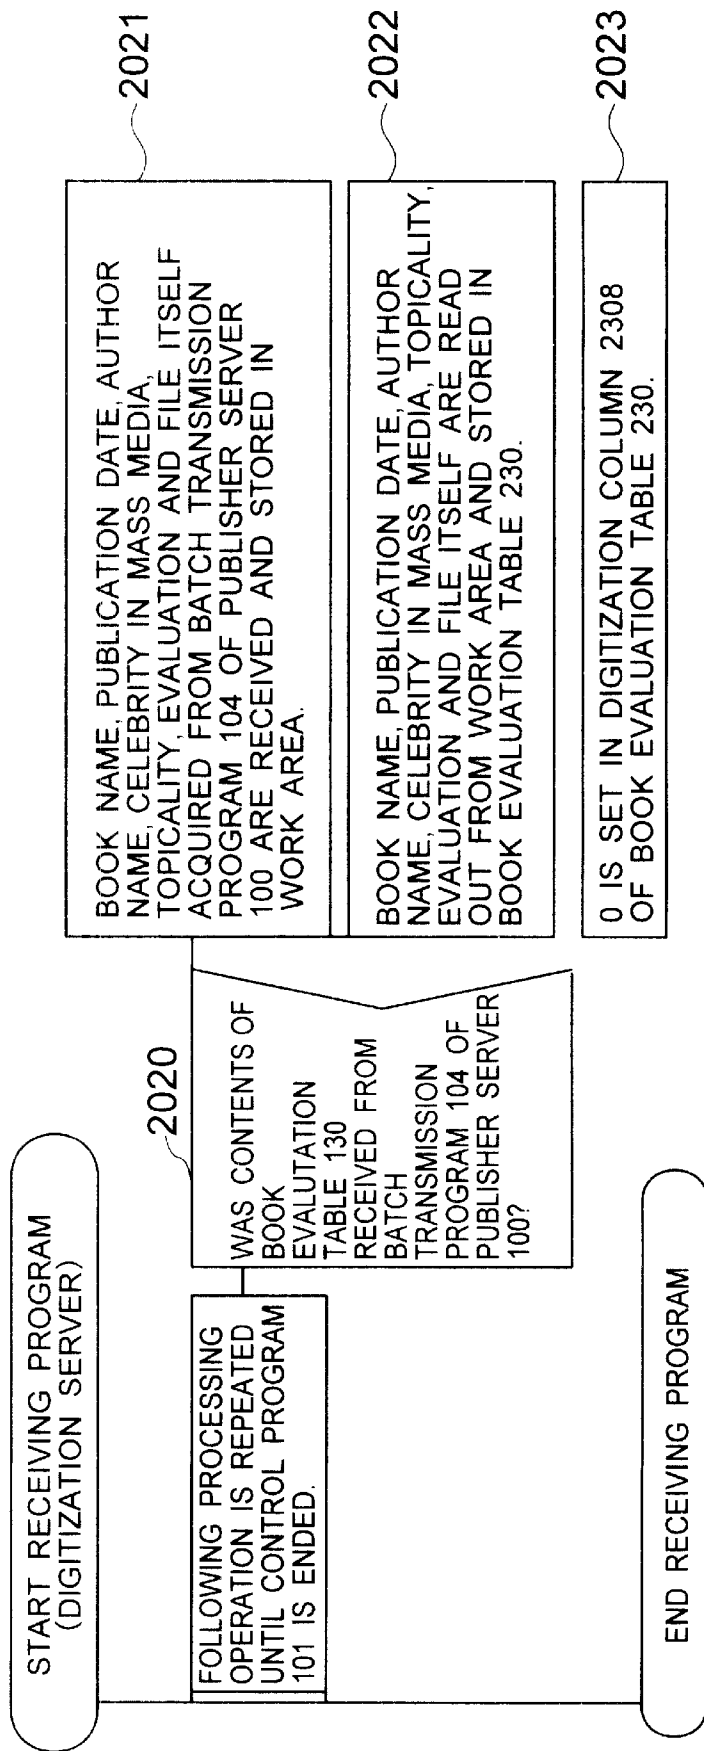 START RECEIVING PROGRAM
(DIGITIZATION SERVER)
FOLLOWING PROCESSING
OPERATION IS REPEATED
UNTIL CONTROL PROGRAM
101 IS ENDED.
2020
WAS CONTENTS OF
BOOK
EVALUTATION
TABLE 130
RECEIVED FROM
BATCH
TRANSMISSION
PROGRAM 104 OF
PUBLISHER SERVER
100?
BOOK NAME, PUBLICATION DATE, AUTHOR
NAME, CELEBRITY IN MASS MEDIA,
TOPICALITY, EVALUATION AND FILE ITSELF
ACQUIRED FROM BATCH TRANSMISSION
PROGRAM 104 OF PUBLISHER SERVER
100 ARE RECEIVED AND STORED IN
WORK AREA.
2021
BOOK NAME, PUBLICATION DATE, AUTHOR
NAME, CELEBRITY IN MASS MEDIA, TOPICALITY,
EVALUATION AND FILE ITSELF ARE READ
OUT FROM WORK AREA AND STORED IN
BOOK EVALUATION TABLE 230.
2022
0 IS SET IN DIGITIZATION COLUMN 2308
OF BOOK EVALUATION TABLE 230.
2023
END RECEIVING PROGRAM